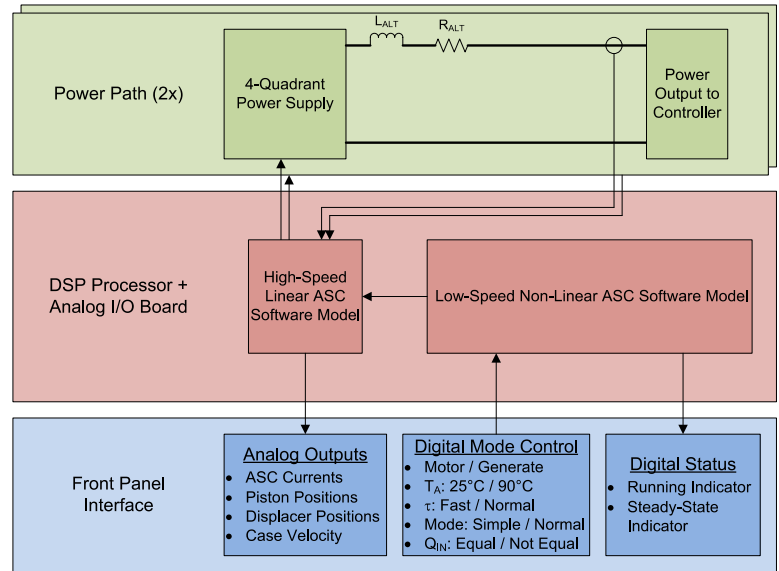 L_ALT
R_ALT
Power Path (2x)
4-Quadrant
Power Supply
Power
Output to
Controller
DSP Processor +
Analog I/O Board
High-Speed
Linear ASC
Software Model
Low-Speed Non-Linear ASC Software Model
Front Panel
Interface
Analog Outputs
• ASC Currents
• Piston Positions
• Displacer Positions
• Case Velocity
Digital Mode Control
• Motor / Generate
• T_A: 25°C / 90°C
• τ: Fast / Normal
• Mode: Simple / Normal
• Q_IN: Equal / Not Equal
Digital Status
• Running Indicator
• Steady-State
Indicator